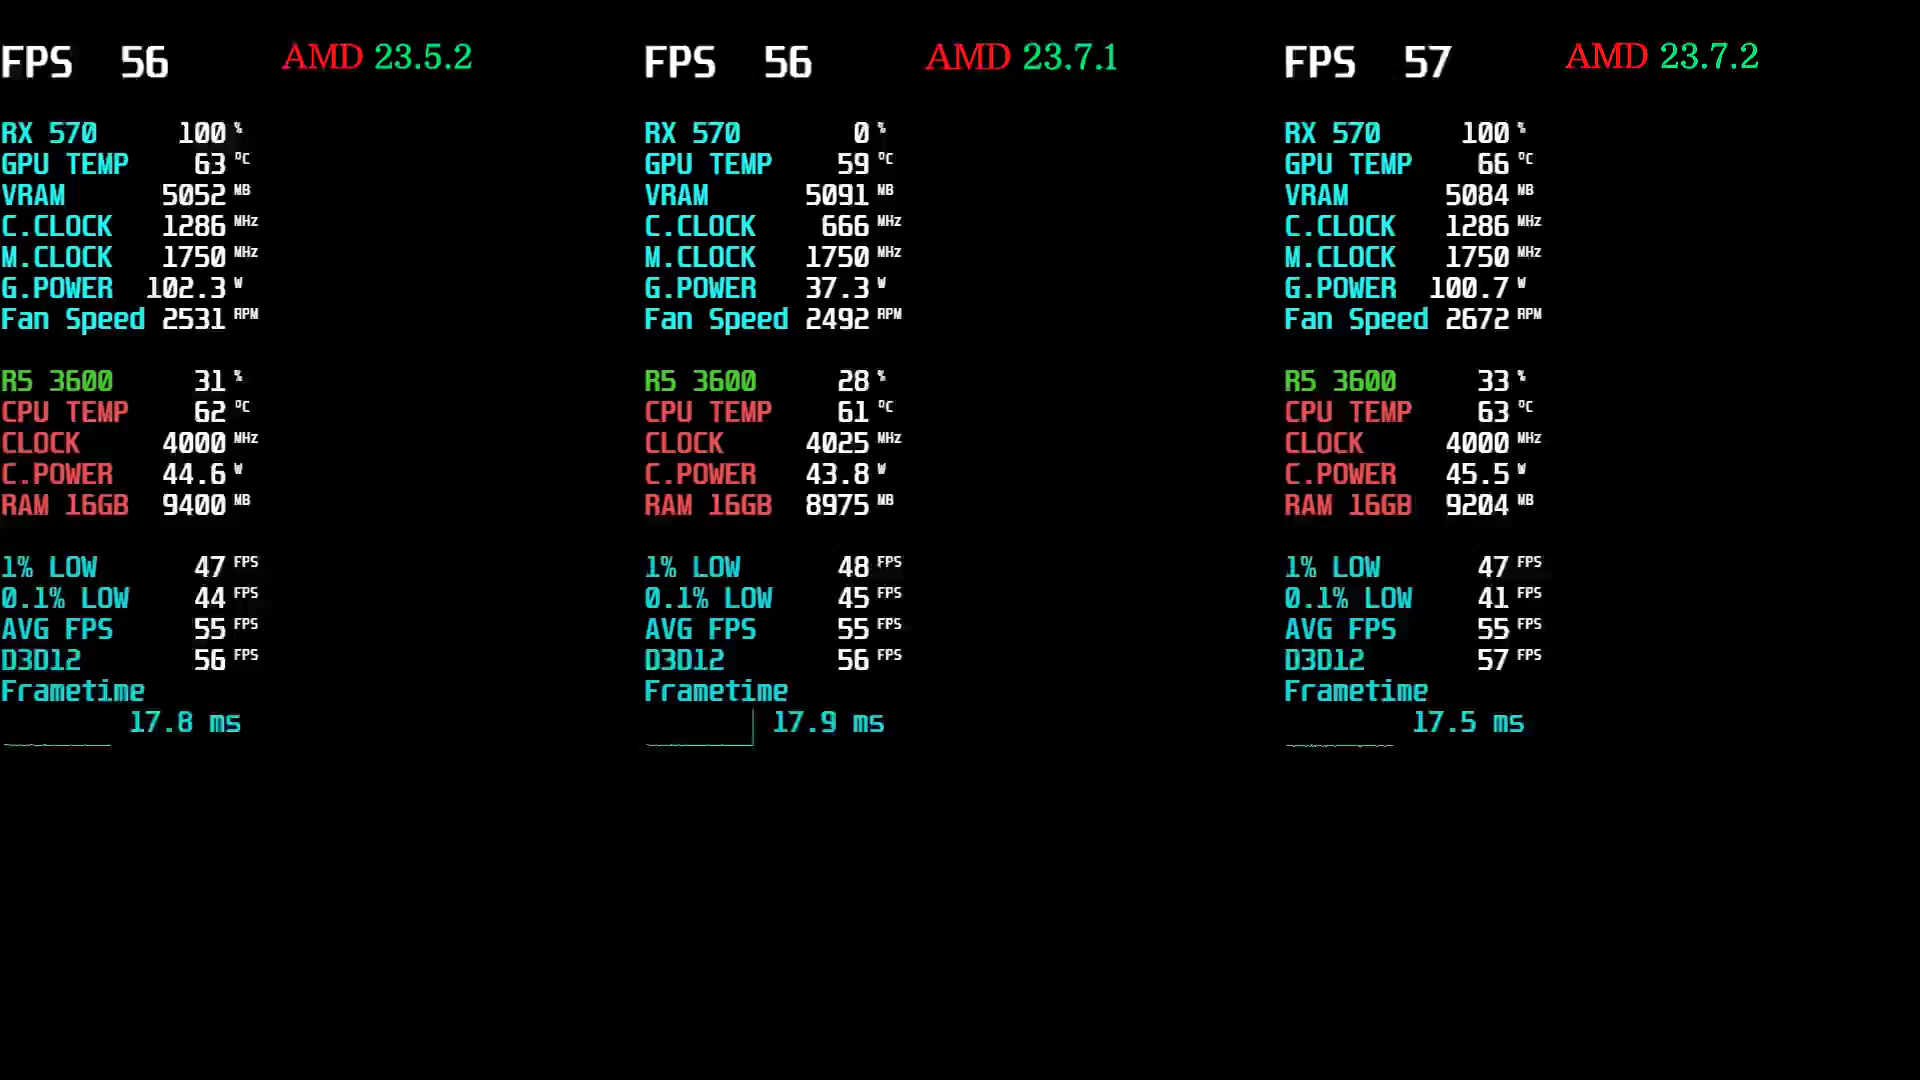 FPS 56 AMD 23.5.2
RX 570 100 %
GPU TEMP 63 °C
VRAM 5052 MB
C.CLOCK 1286 MHz
M.CLOCK 1750 MHz
G.POWER 102.3 W
Fan Speed 2531 RPM
R5 3600 31 %
CPU TEMP 62 °C
CLOCK 4000 MHz
C.POWER 44.6 W
RAM 16GB 9400 MB
1% LOW 47 FPS
0.1% LOW 44 FPS
AVG FPS 55 FPS
D3D12 56 FPS
Frametime
17.8 ms
FPS 56 AMD 23.7.1
RX 570 0 %
GPU TEMP 59 °C
VRAM 5091 MB
C.CLOCK 666 MHz
M.CLOCK 1750 MHz
G.POWER 37.3 W
Fan Speed 2492 RPM
R5 3600 28 %
CPU TEMP 61 °C
CLOCK 4025 MHz
C.POWER 43.8 W
RAM 16GB 8975 MB
1% LOW 48 FPS
0.1% LOW 45 FPS
AVG FPS 55 FPS
D3D12 56 FPS
Frametime
17.9 ms
FPS 57 AMD 23.7.2
RX 570 100 %
GPU TEMP 66 °C
VRAM 5084 MB
C.CLOCK 1286 MHz
M.CLOCK 1750 MHz
G.POWER 100.7 W
Fan Speed 2672 RPM
R5 3600 33 %
CPU TEMP 63 °C
CLOCK 4000 MHz
C.POWER 45.5 W
RAM 16GB 9204 MB
1% LOW 47 FPS
0.1% LOW 41 FPS
AVG FPS 55 FPS
D3D12 57 FPS
Frametime
17.5 ms